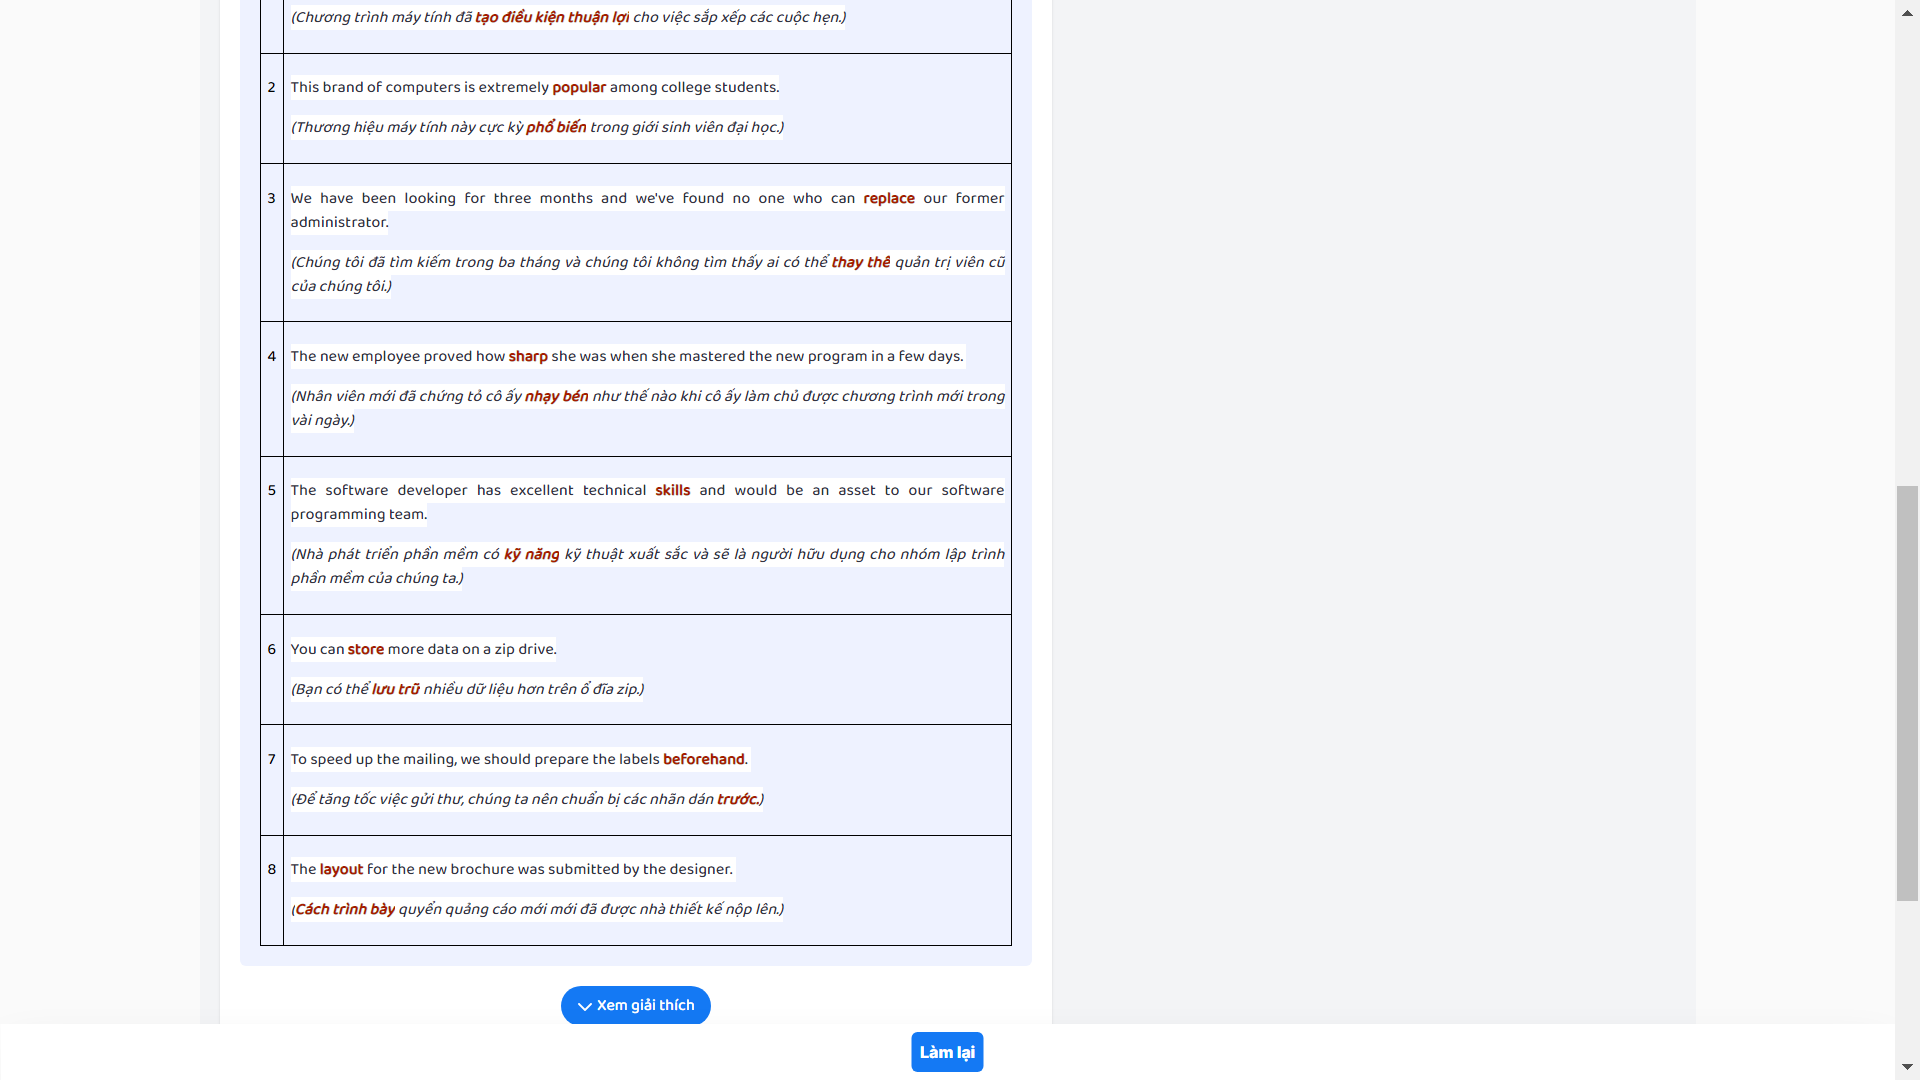 (Chương trình máy tính đã tạo điều kiện thuận lợi cho việc sắp xếp các cuộc hẹn.)
2 This brand of computers is extremely popular among college students.
(Thương hiệu máy tính này cực kỳ phổ biến trong giới sinh viên đại học.)
3 We have been looking for three months and we've found no one who can replace our former
administrator.
(Chúng tôi đã tìm kiếm trong ba tháng và chúng tôi không tìm thấy ai có thể thay thế quản trị viên cũ
của chúng tôi.)
4 The new employee proved how sharp she was when she mastered the new program in a few days.
(Nhân viên mới đã chứng tỏ cô ấy nhạy bén như thế nào khi cô ấy làm chủ được chương trình mới trong
vài ngày.)
5 The software developer has excellent technical skills and would be an asset to our software
programming team.
(Nhà phát triển phần mềm có kỹ năng kỹ thuật xuất sắc và sẽ là người hữu dụng cho nhóm lập trình
phần mềm của chúng ta.)
6 You can store more data on a zip drive.
(Bạn có thể lưu trữ nhiều dữ liệu hơn trên ổ đĩa zip.)
7 To speed up the mailing, we should prepare the labels beforehand.
(Để tăng tốc việc gửi thư, chúng ta nên chuẩn bị các nhãn dán trước.)
8 The layout for the new brochure was submitted by the designer.
(Cách trình bày quyển quảng cáo mới mới đã được nhà thiết kế nộp lên.)
Xem giải thích
Làm lại